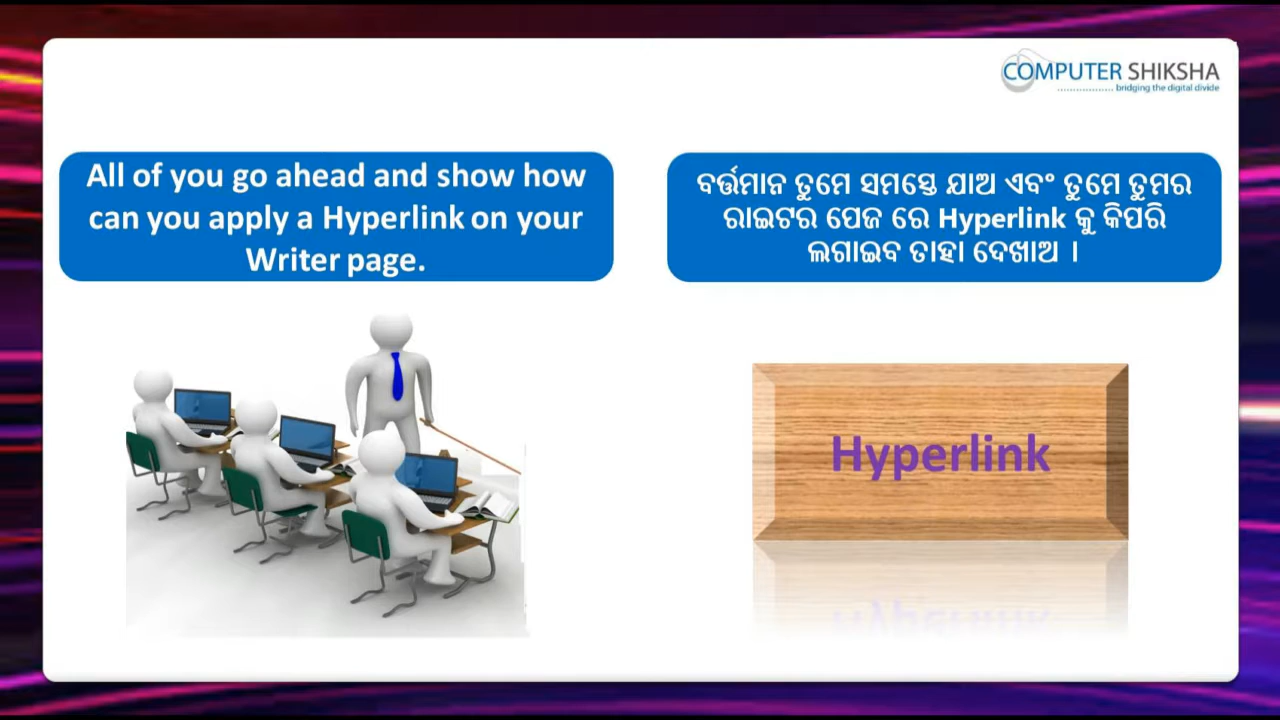 COMPUTER SHIKSHA
bridging the digital divide
All of you go ahead and show how
can you apply a Hyperlink on your
Writer page.
ବର୍ତ୍ତମାନ ତୁମେ ସମସ୍ତେ ଯାଅ ଏବଂ ତୁମେ ତୁମର
ରାଇଟର ପେଜ ରେ Hyperlink କୁ କିପରି
ଲଗାଇବ ତାହା ଦେଖାଅ ।
Hyperlink